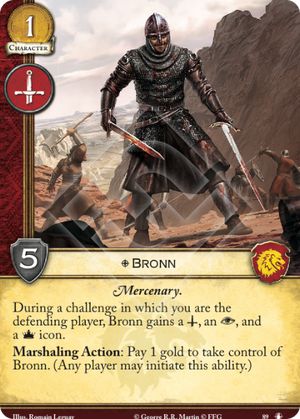 1
CHARACTER
5
BRONN
Mercenary.
During a challenge in which you are the
defending player, Bronn gains a , an , and
a icon.
Marshaling Action: Pay 1 gold to take control of
Bronn. (Any player may initiate this ability.)
Illus. Romain Leguay
© George R.R. Martin © FFG
89